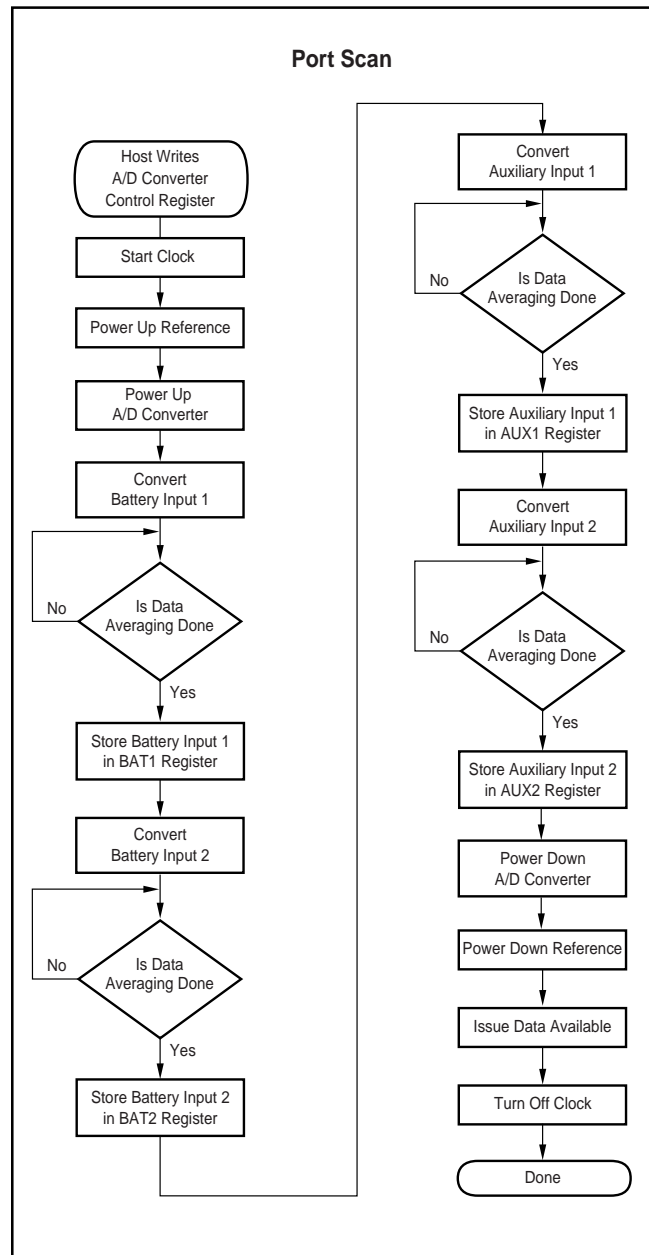 Port Scan
Host Writes
A/D Converter
Control Register
Start Clock
Power Up Reference
Power Up
A/D Converter
Convert
Battery Input 1
Is Data
Averaging Done
No
Yes
Store Battery Input 1
in BAT1 Register
Convert
Battery Input 2
Is Data
Averaging Done
No
Yes
Store Battery Input 2
in BAT2 Register
Convert
Auxiliary Input 1
Is Data
Averaging Done
No
Yes
Store Auxiliary Input 1
in AUX1 Register
Convert
Auxiliary Input 2
Is Data
Averaging Done
No
Yes
Store Auxiliary Input 2
in AUX2 Register
Power Down
A/D Converter
Power Down Reference
Issue Data Available
Turn Off Clock
Done